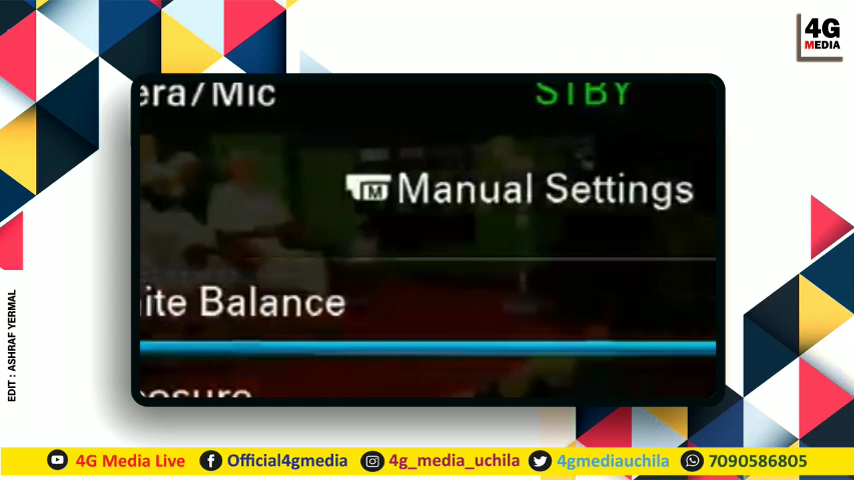 4G
MEDIA
era/Mic
STBY
Manual Settings
ite Balance
osure
EDIT : ASHRAF YERMAL
4G Media Live
Official4gmedia
4g_media_uchila
4gmediauchila
7090586805